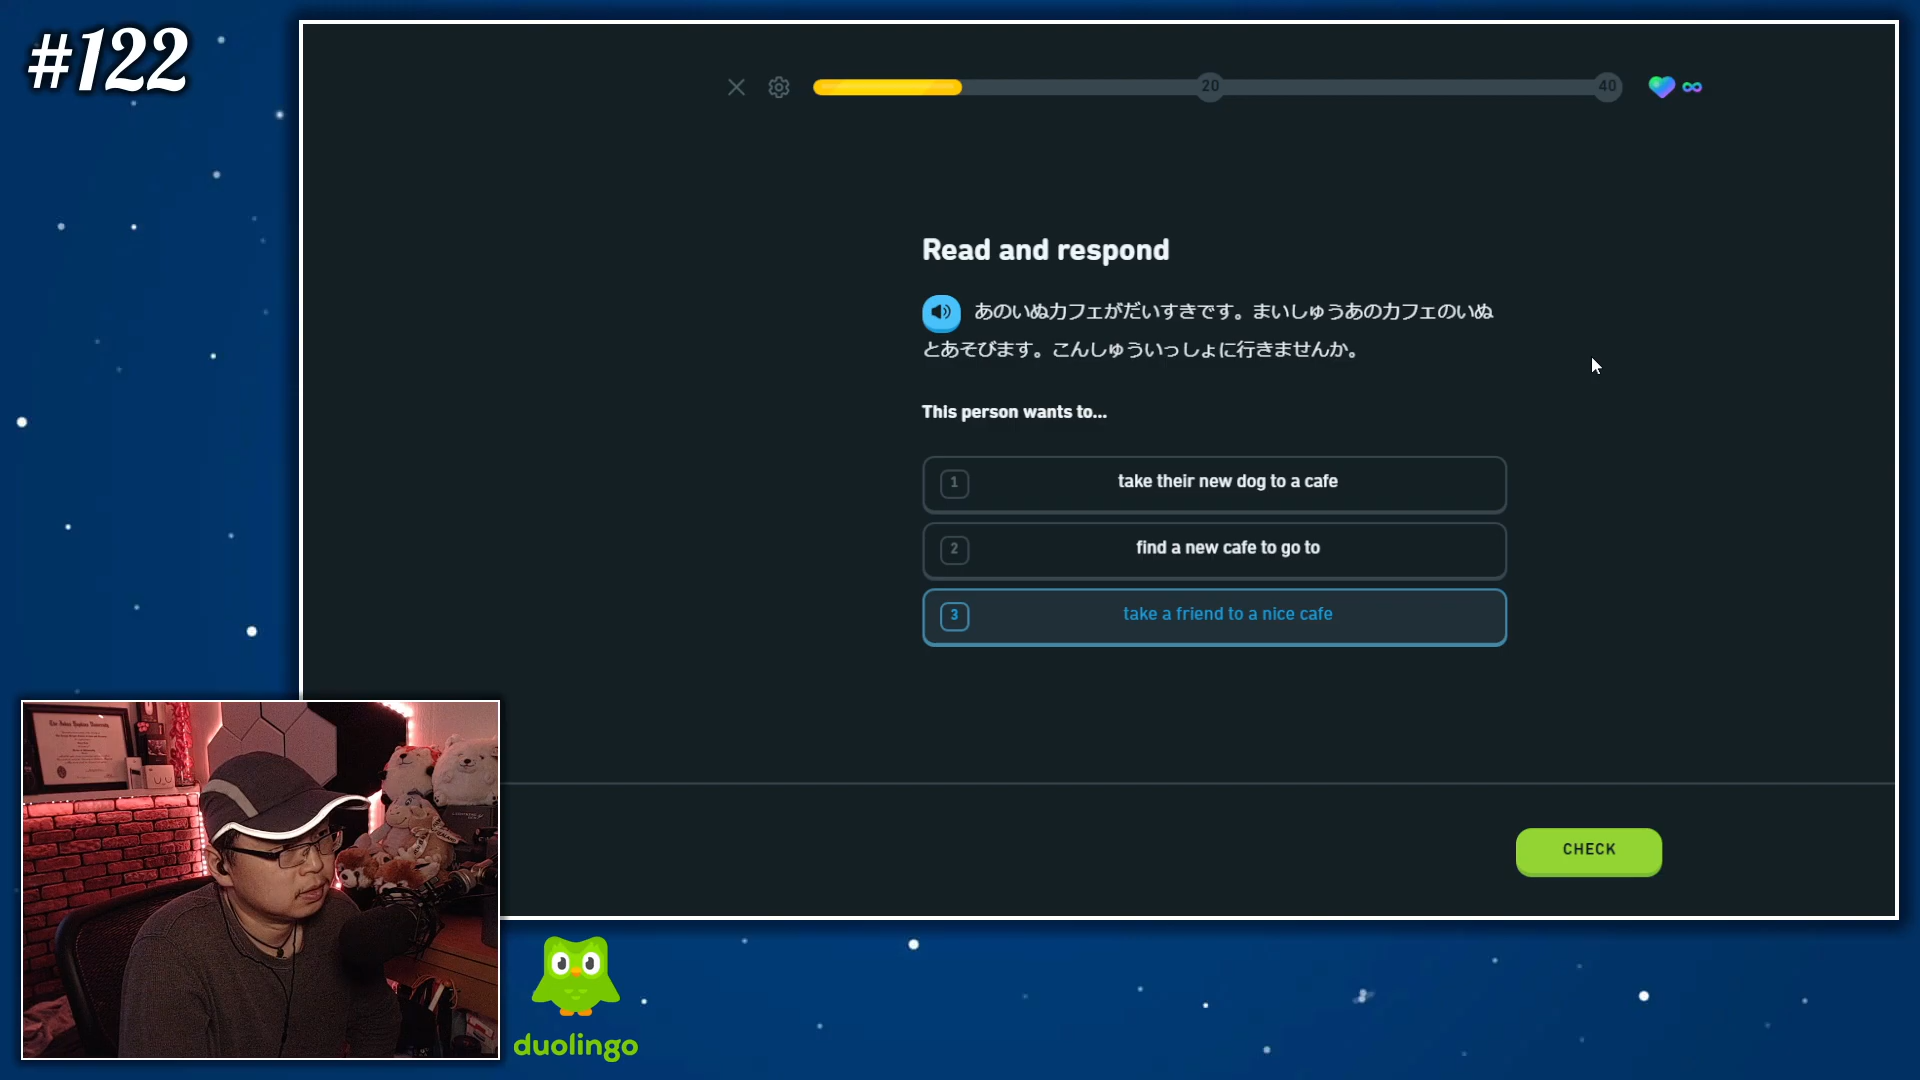 #122
20
40
Read and respond
あのいぬカフェがだいすきです。まいしゅうあのカフェのいぬ
とあそびます。こんしゅういっしょに行きませんか。
This person wants to...
1 take their new dog to a cafe
2 find a new cafe to go to
3 take a friend to a nice cafe
CHECK
duolingo